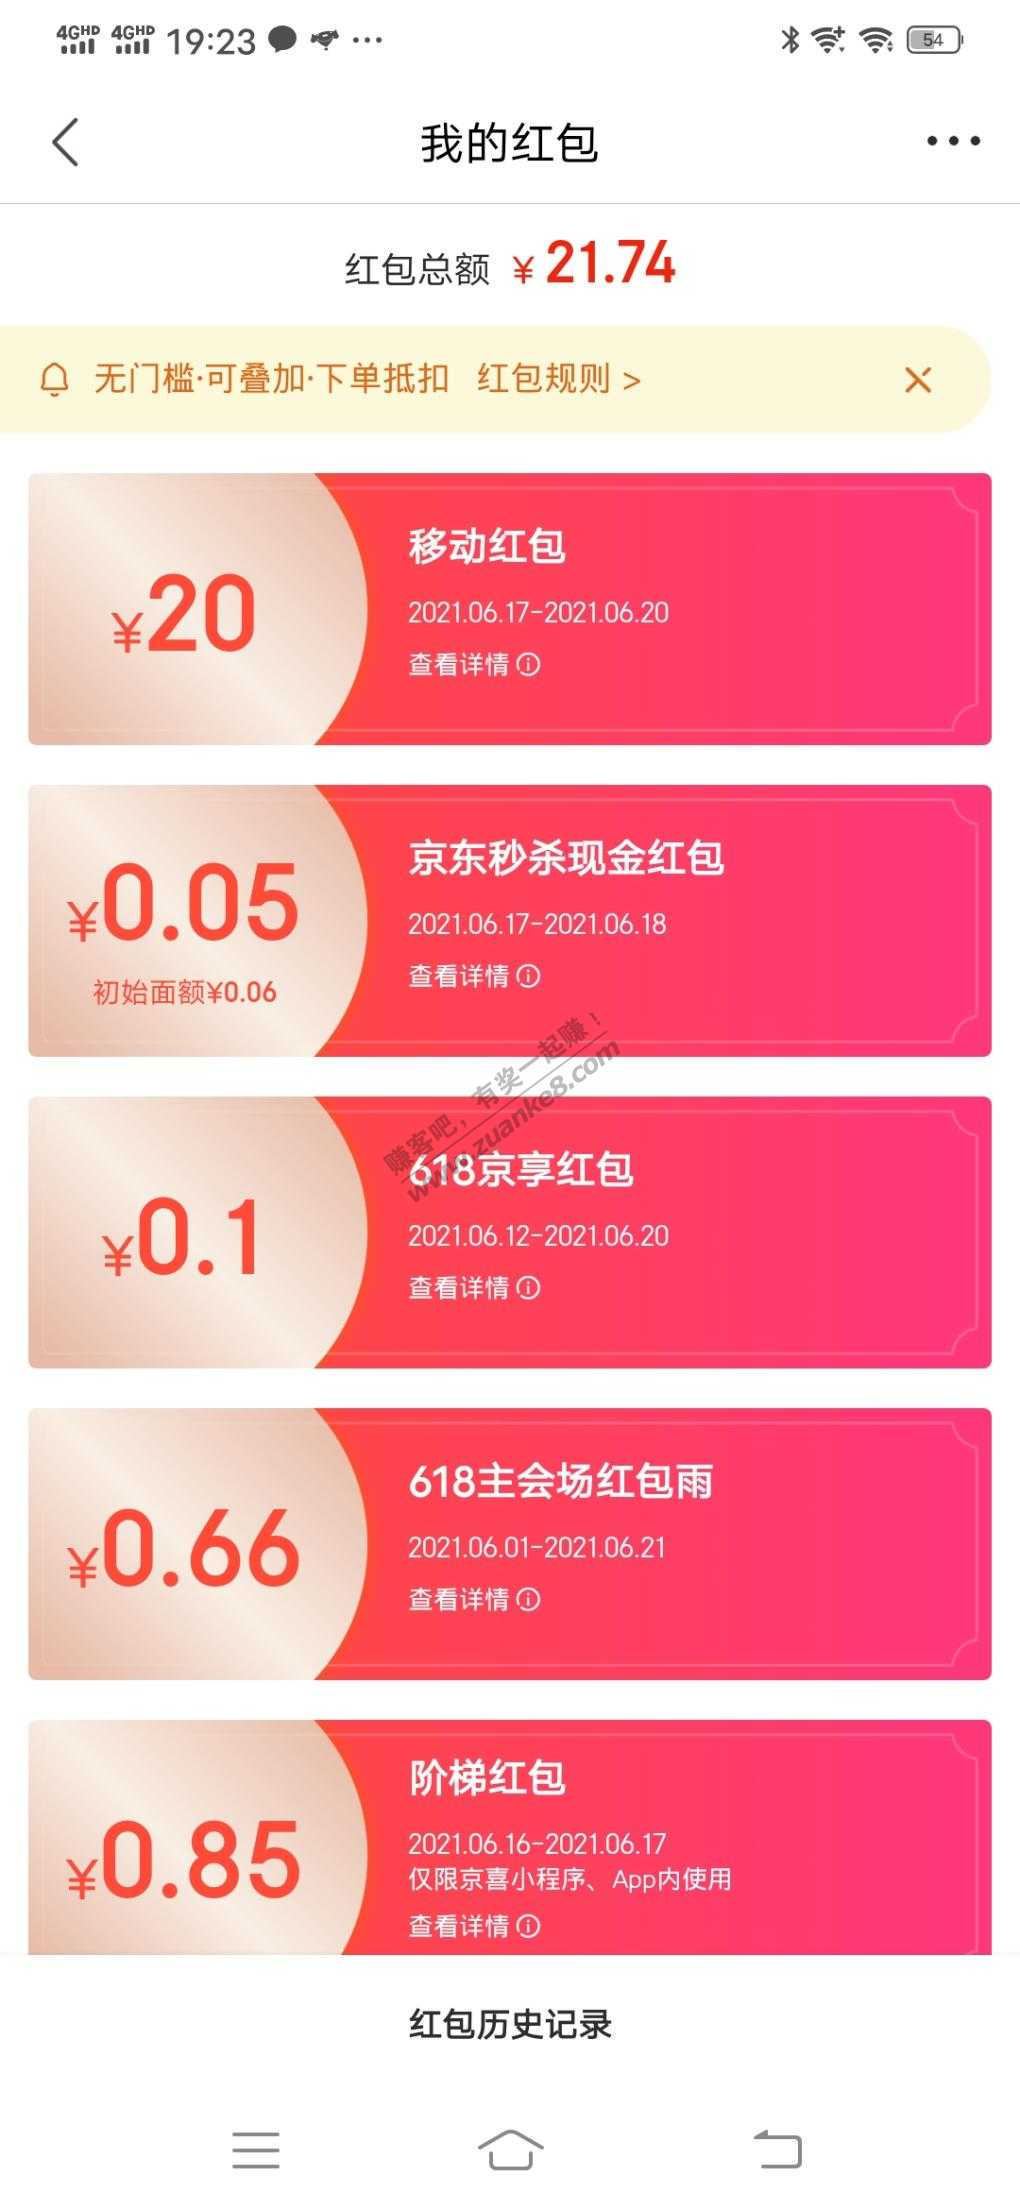 4GHD 4GHD 19:23 54
我的红包
红包总额 ¥ 21.74
无门槛·可叠加·下单抵扣 红包规则 >
¥20
移动红包
2021.06.17-2021.06.20
查看详情
¥0.05
初始面额¥0.06
京东秒杀现金红包
2021.06.17-2021.06.18
查看详情
赚客吧，有奖一起赚！
www.zuanke8.com
¥0.1
618京享红包
2021.06.12-2021.06.20
查看详情
¥0.66
618主会场红包雨
2021.06.01-2021.06.21
查看详情
¥0.85
阶梯红包
2021.06.16-2021.06.17
仅限京喜小程序、App内使用
查看详情
红包历史记录